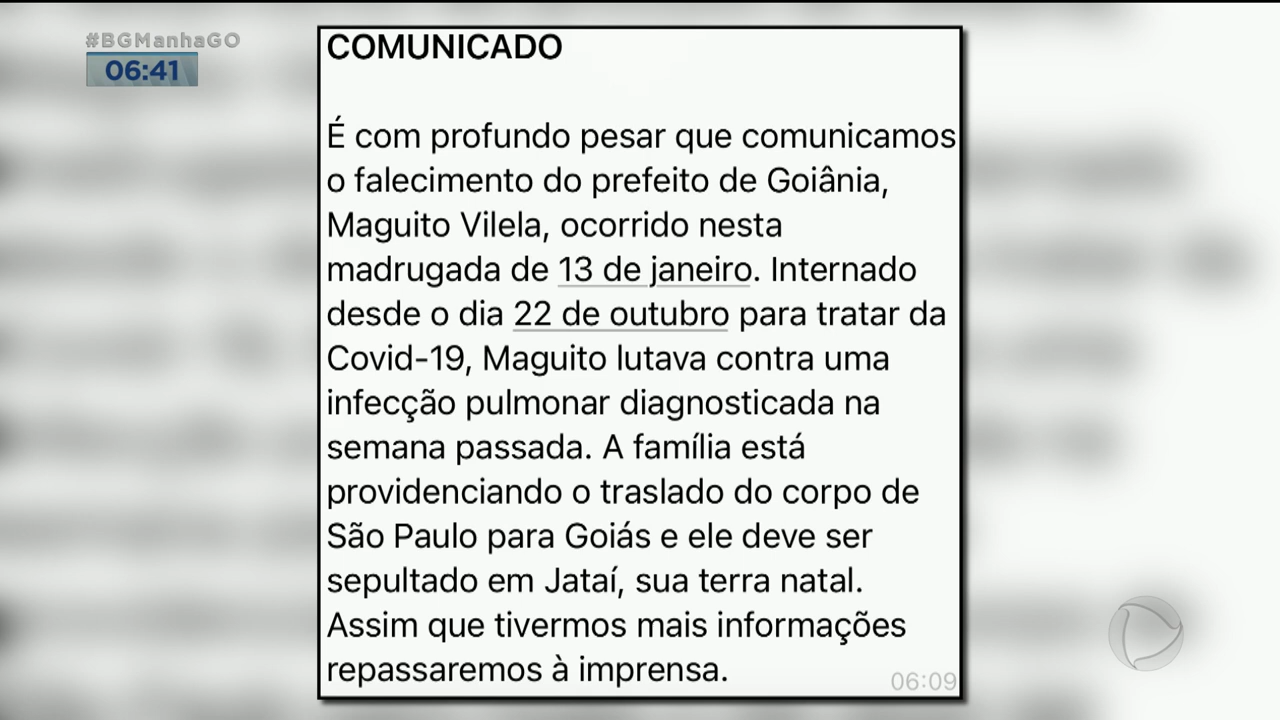 #BGManhaGO
06:41
COMUNICADO
É com profundo pesar que comunicamos
o falecimento do prefeito de Goiânia,
Maguito Vilela, ocorrido nesta
madrugada de 13 de janeiro. Internado
desde o dia 22 de outubro para tratar da
Covid-19, Maguito lutava contra uma
infecção pulmonar diagnosticada na
semana passada. A família está
providenciando o traslado do corpo de
São Paulo para Goiás e ele deve ser
sepultado em Jataí, sua terra natal.
Assim que tivermos mais informações
repassaremos à imprensa.
06:09